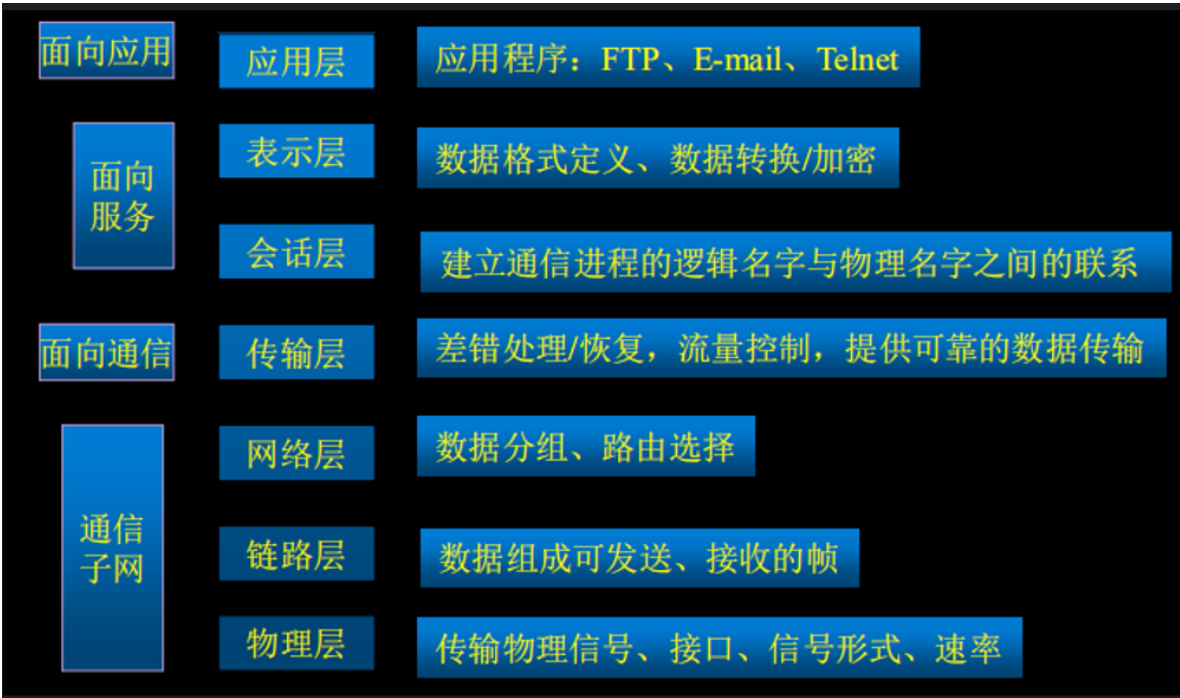 面向应用
应用层
应用程序：FTP、E-mail、Telnet
面向
服务
表示层
数据格式定义、数据转换/加密
会话层
建立通信进程的逻辑名字与物理名字之间的联系
面向通信
传输层
差错处理/恢复，流量控制，提供可靠的数据传输
通信
子网
网络层
数据分组、路由选择
链路层
数据组成可发送、接收的帧
物理层
传输物理信号、接口、信号形式、速率